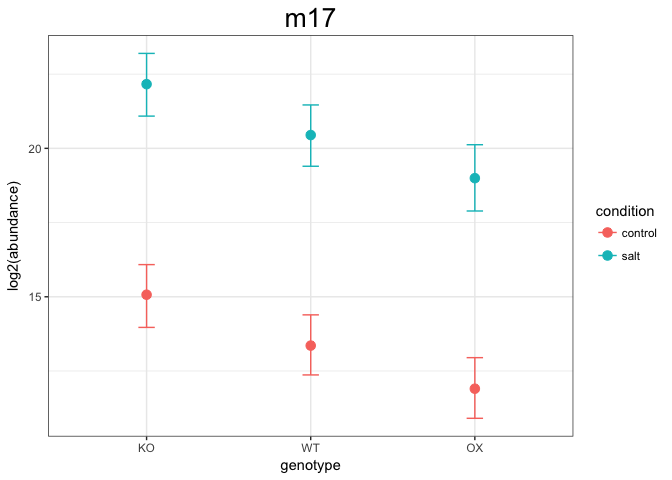 m17
log2(abundance)
20
15
KO WT OX
genotype
condition
control
salt